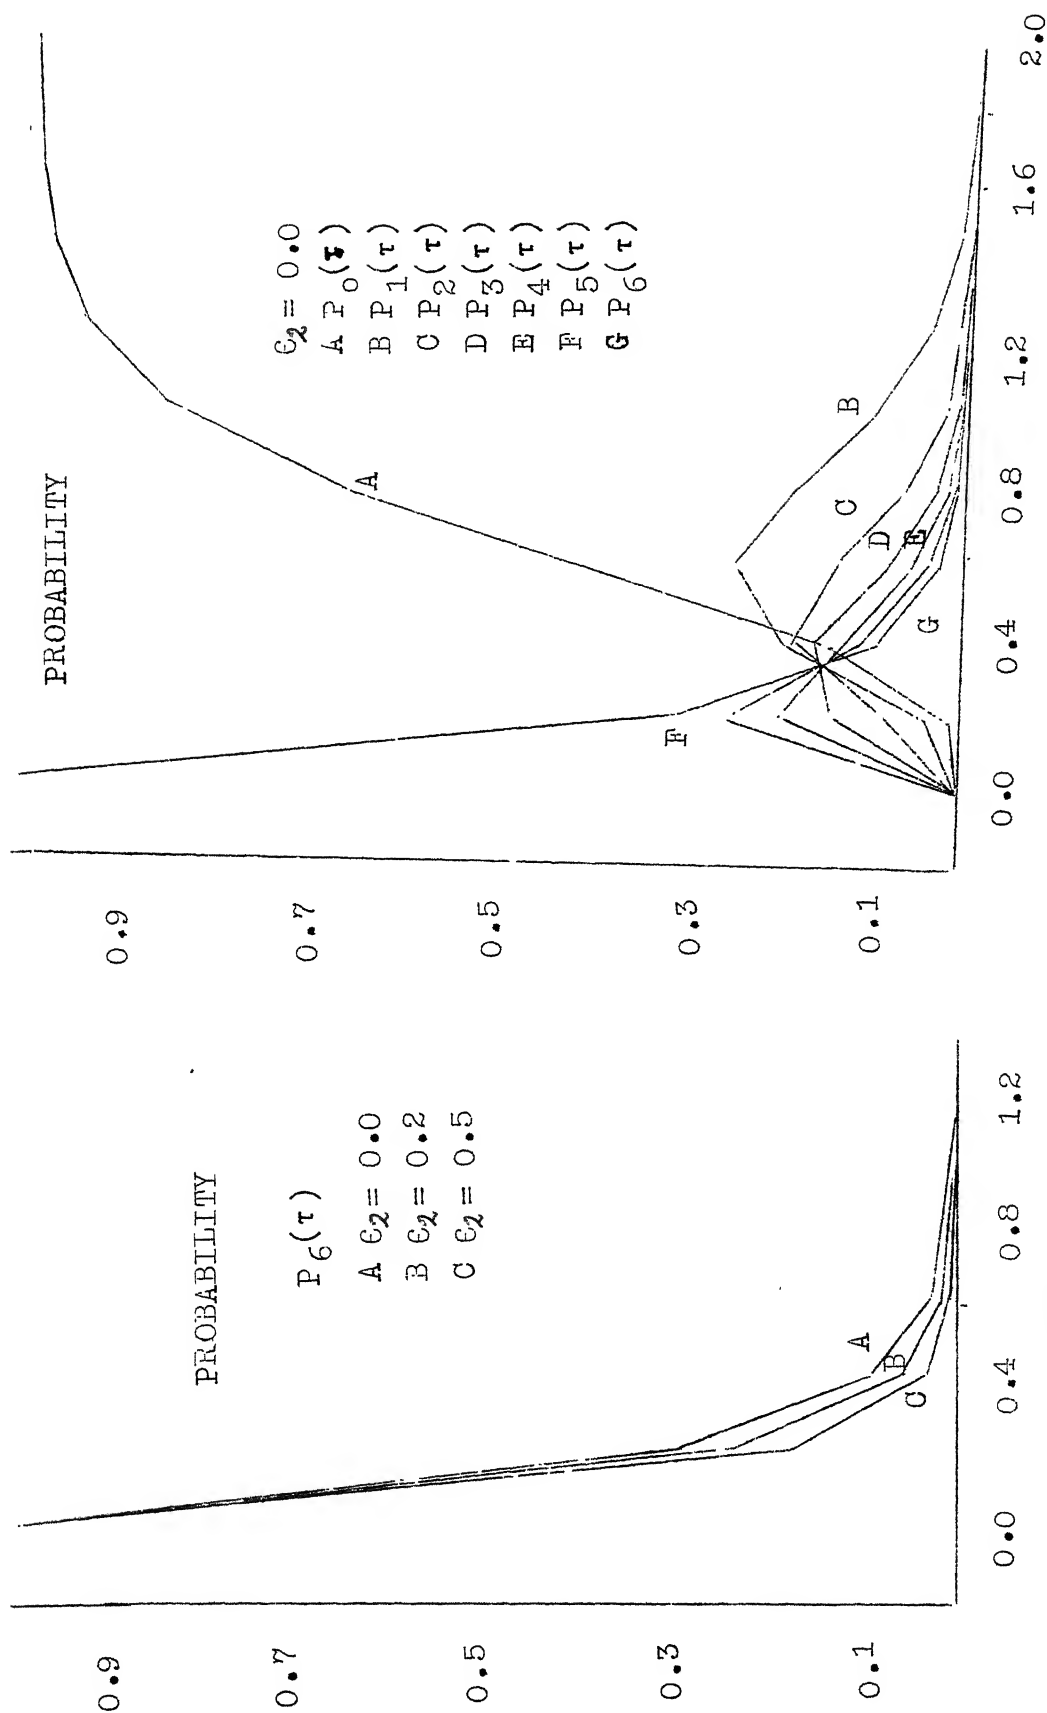 PROBABILITY
P6(τ)
A ϵ2= 0.0
B ϵ2= 0.2
C ϵ2= 0.5
A
B
C
0.9
0.7
0.5
0.3
0.1
0.0
0.4
0.8
1.2
PROBABILITY
ϵ2= 0.0
A P0(τ)
B P1(τ)
C P2(τ)
D P3(τ)
E P4(τ)
F P5(τ)
G P6(τ)
A
B
C
D
E
F
G
0.9
0.7
0.5
0.3
0.1
0.0
0.4
0.8
1.2
1.6
2.0